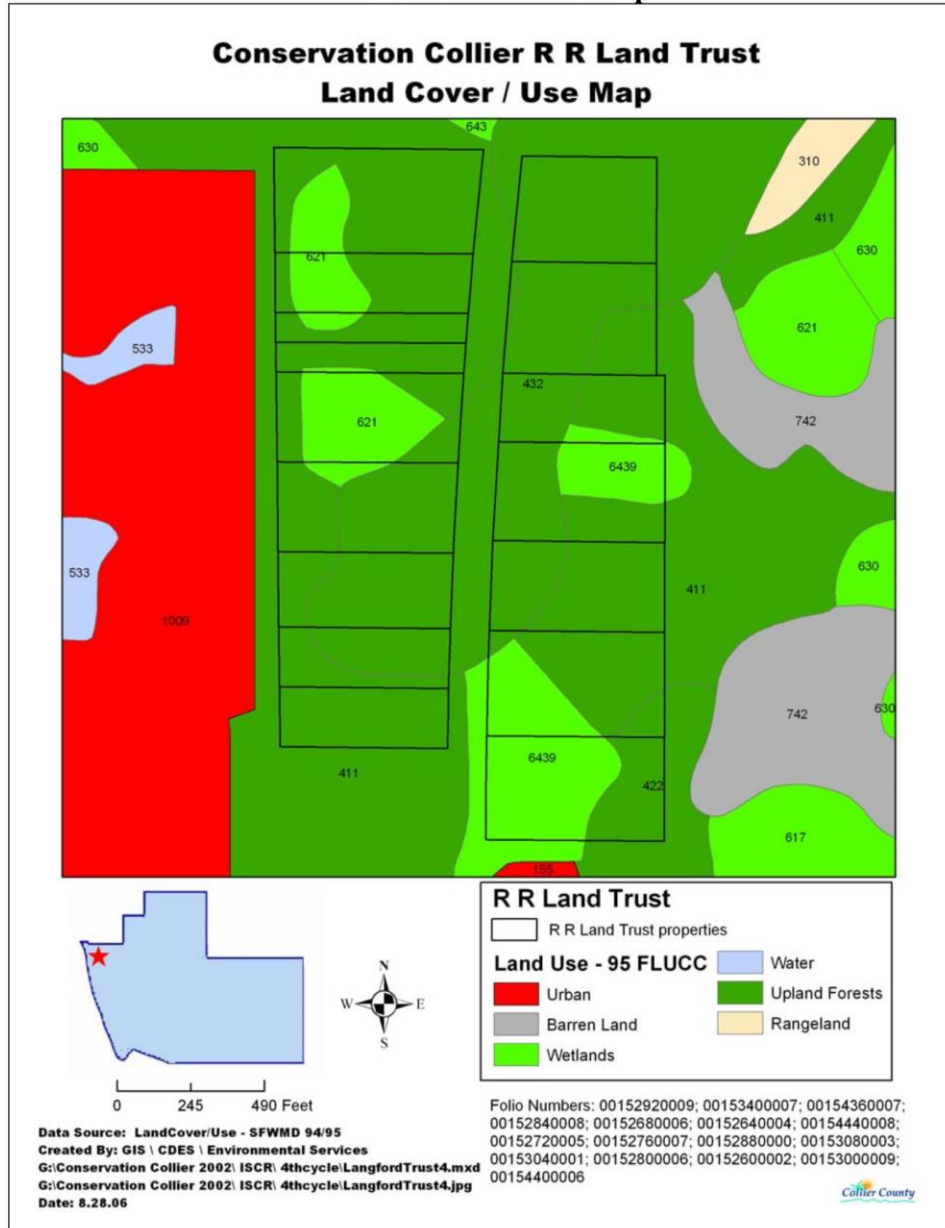 Conservation Collier R R Land Trust
Land Cover / Use Map
643
630
310
411
630
621
621
533
432
742
621
6439
533
630
411
1009
742
630
6439
411
422
617
155
R R Land Trust
R R Land Trust properties
Land Use - 95 FLUCC
Water
Urban
Upland Forests
Barren Land
Rangeland
Wetlands
N
W E
S
0 245 490 Feet
Data Source: LandCover/Use - SFWMD 94/95
Created By: GIS \ CDES \ Environmental Services
G:\Conservation Collier 2002\ ISCR\ 4thcycle\LangfordTrust4.mxd
G:\Conservation Collier 2002\ ISCR\ 4thcycle\LangfordTrust4.jpg
Date: 8.28.06
Folio Numbers: 00152920009; 00153400007; 00154360007;
00152840008; 00152680006; 00152640004; 00154440008;
00152720005; 00152760007; 00152880000; 00153080003;
00153040001; 00152800006; 00152600002; 00153000009;
00154400006
Collier County